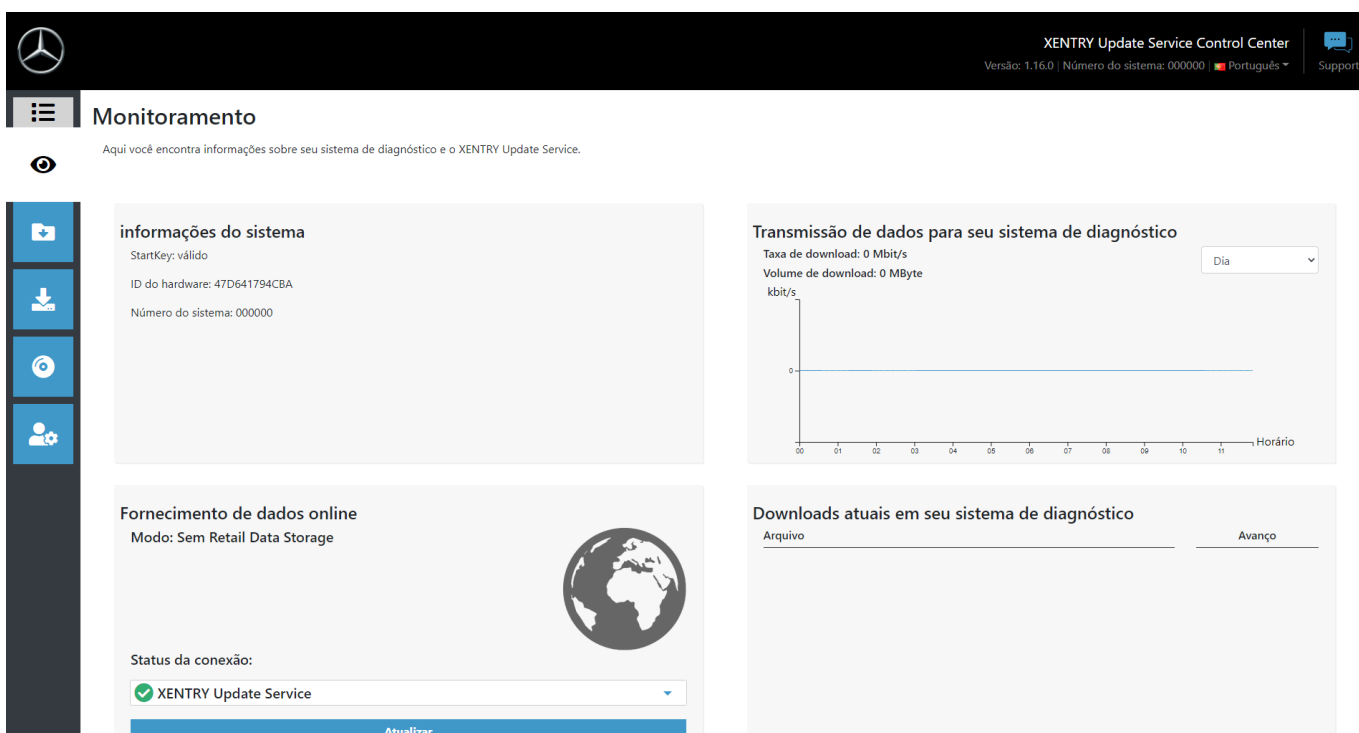 XENTRY Update Service Control Center
Versão: 1.16.0 | Número do sistema: 000000 | Português
Support
Monitoramento
Aqui você encontra informações sobre seu sistema de diagnóstico e o XENTRY Update Service.
informações do sistema
StartKey: válido
ID do hardware: 47D641794CBA
Número do sistema: 000000
Transmissão de dados para seu sistema de diagnóstico
Taxa de download: 0 Mbit/s
Volume de download: 0 MByte
Dia
kbit/s
0
00 01 02 03 04 05 06 07 08 09 10 11
Horário
Fornecimento de dados online
Modo: Sem Retail Data Storage
Status da conexão:
XENTRY Update Service
Atualizar
Downloads atuais em seu sistema de diagnóstico
Arquivo Avanço